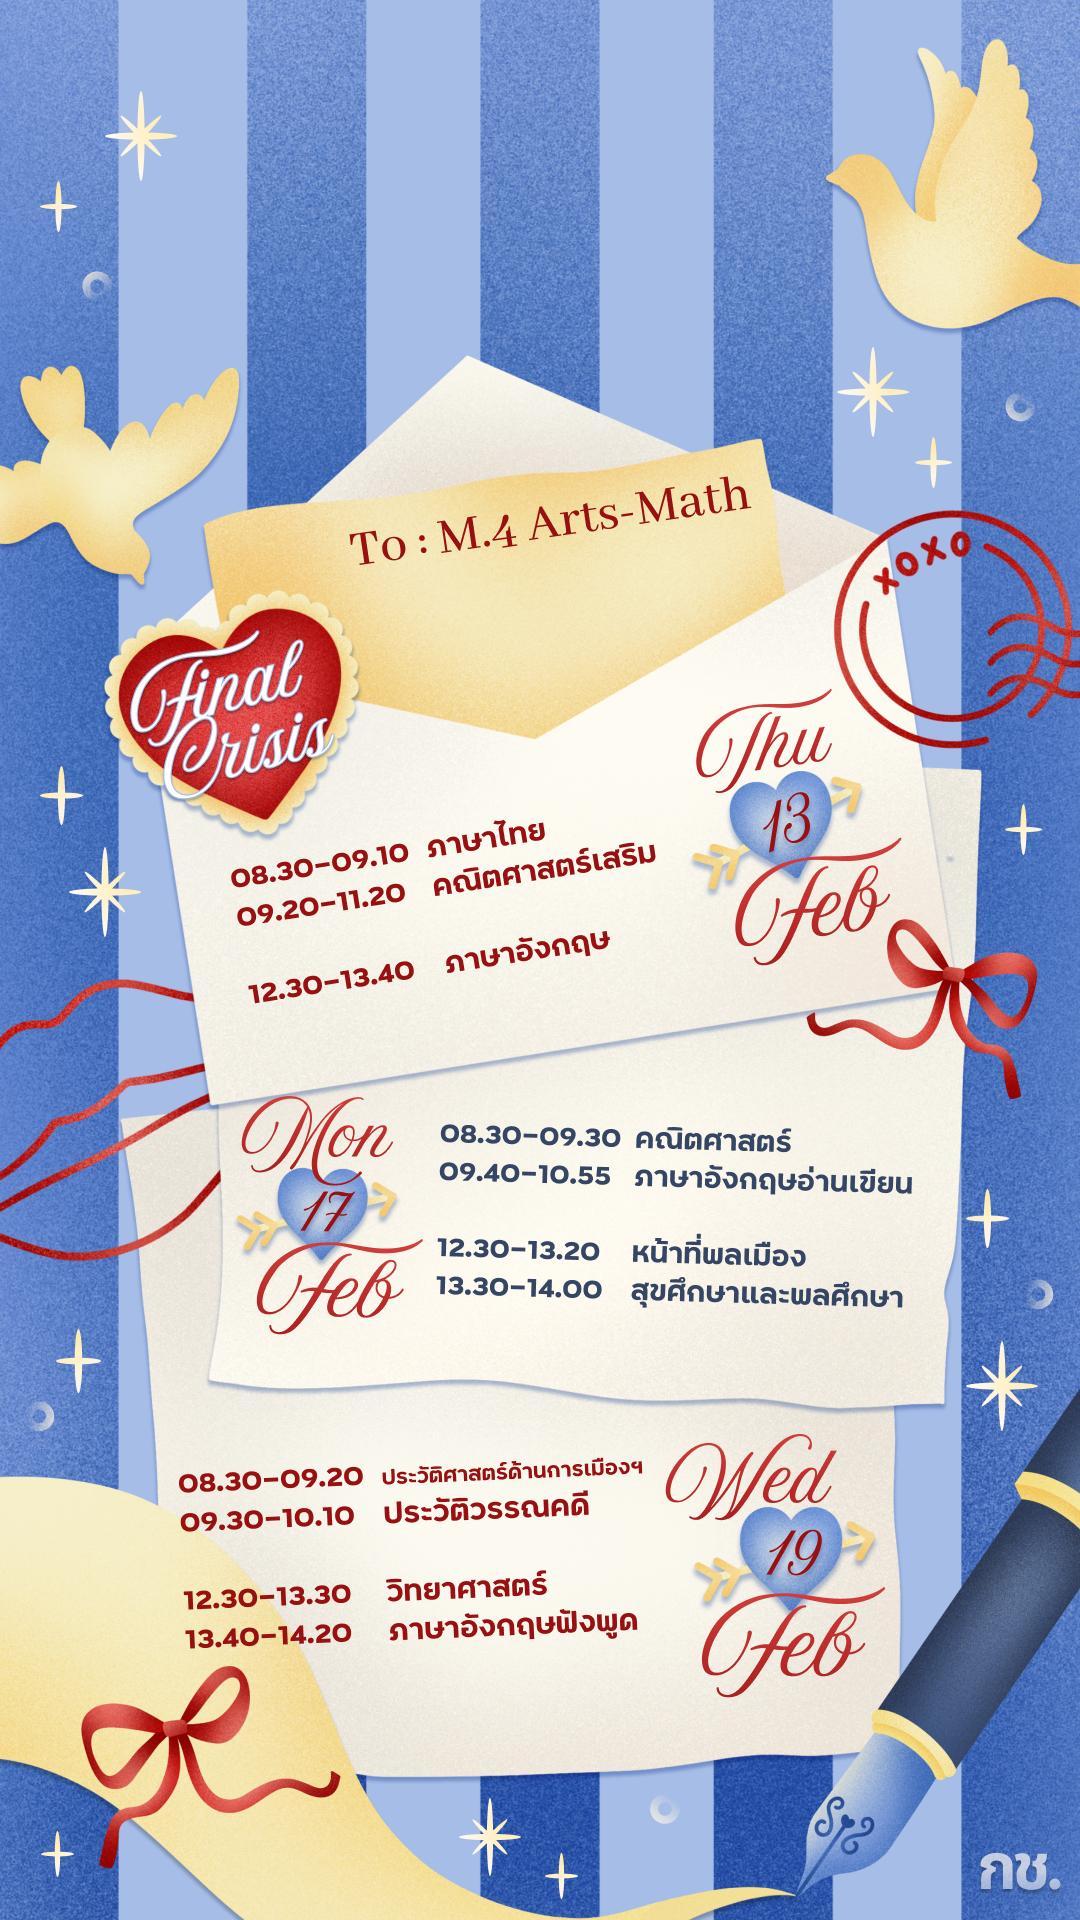 To : M.4 Arts-Math
xoxo
Final
Crisis
Thu
13
Feb
08.30-09.10 ภาษาไทย
09.20-11.20 คณิตศาสตร์เสริม
12.30-13.40 ภาษาอังกฤษ
Mon
17
Feb
08.30-09.30 คณิตศาสตร์
09.40-10.55 ภาษาอังกฤษอ่านเขียน
12.30-13.20 หน้าที่พลเมือง
13.30-14.00 สุขศึกษาและพลศึกษา
08.30-09.20 ประวัติศาสตร์ด้านการเมืองฯ
09.30-10.10 ประวัติวรรณคดี
12.30-13.30 วิทยาศาสตร์
13.40-14.20 ภาษาอังกฤษฟังพูด
Wed
19
Feb
กช.